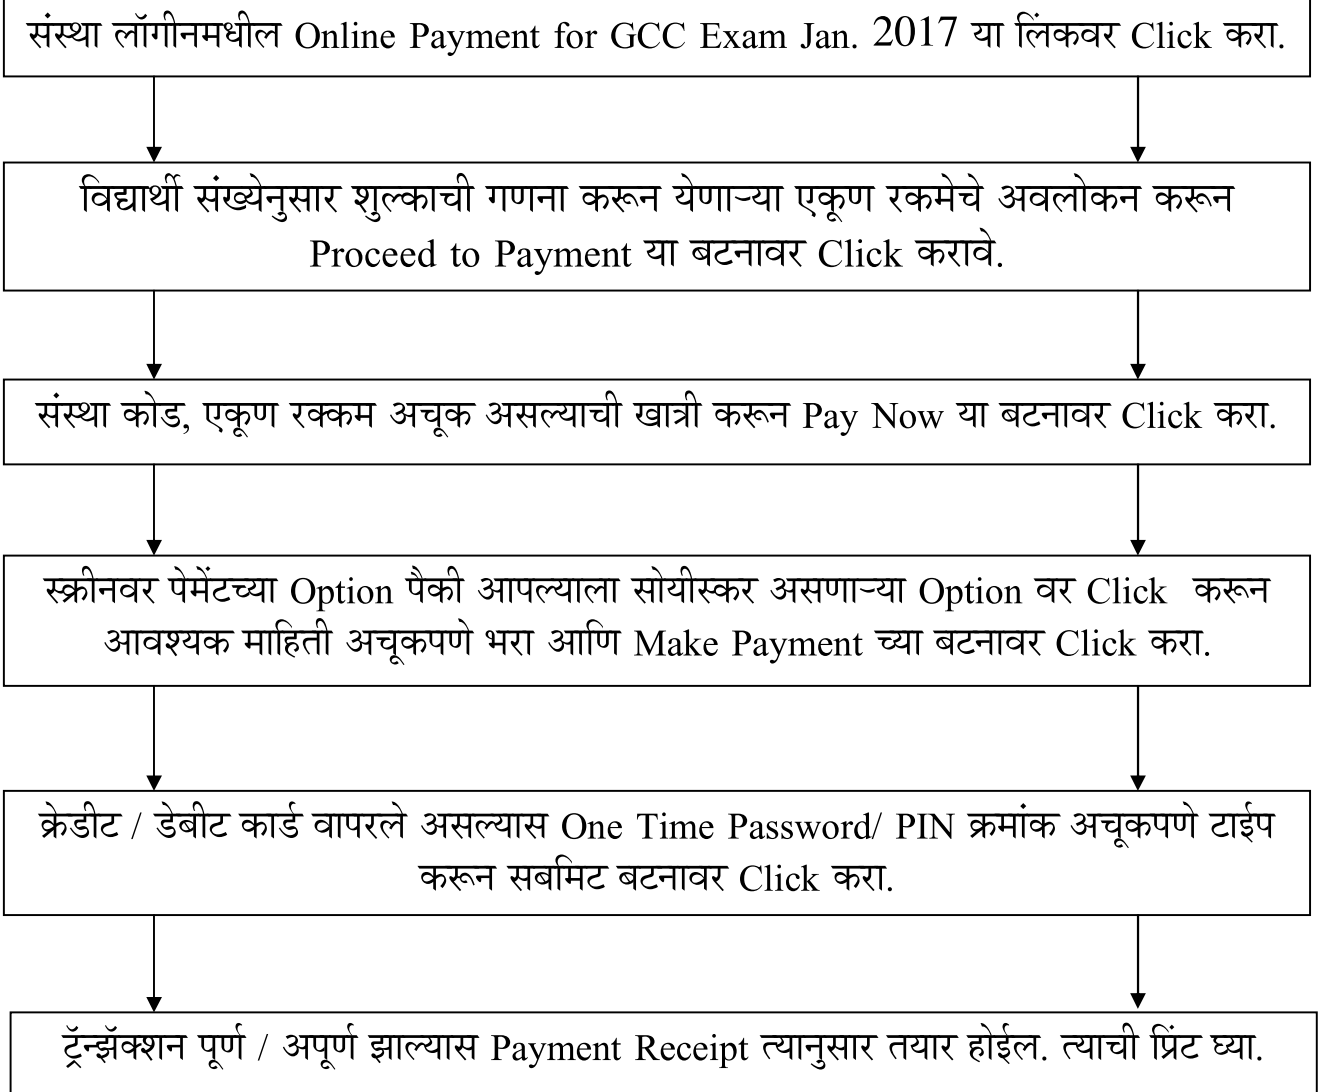 संस्था लॉगीनमधील Online Payment for GCC Exam Jan. 2017 या लिंकवर Click करा.
विद्यार्थी संख्येनुसार शुल्काची गणना करून येणाऱ्या एकूण रकमेचे अवलोकन करून
Proceed to Payment या बटनावर Click करावे.
संस्था कोड, एकूण रक्कम अचूक असल्याची खात्री करून Pay Now या बटनावर Click करा.
स्क्रीनवर पेमेंटच्या Option पैकी आपल्याला सोयीस्कर असणाऱ्या Option वर Click करून
आवश्यक माहिती अचूकपणे भरा आणि Make Payment च्या बटनावर Click करा.
क्रेडीट / डेबीट कार्ड वापरले असल्यास One Time Password/ PIN क्रमांक अचूकपणे टाईप
करून सबमिट बटनावर Click करा.
ट्रॅन्झॅक्शन पूर्ण / अपूर्ण झाल्यास Payment Receipt त्यानुसार तयार होईल. त्याची प्रिंट घ्या.